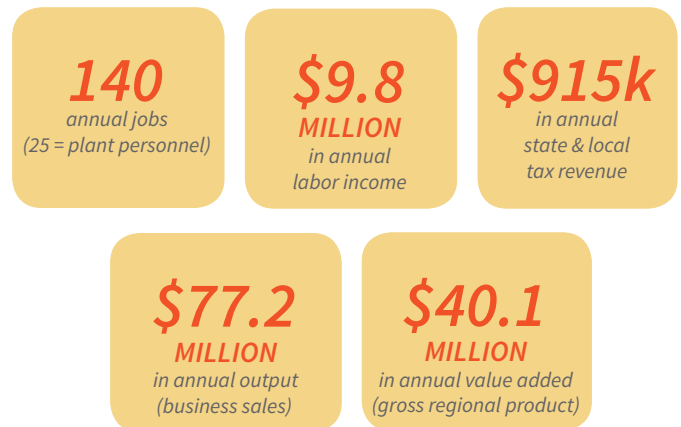 140
annual jobs
(25 = plant personnel)
$9.8
MILLION
in annual
labor income
$915k
in annual
state & local
tax revenue
$77.2
MILLION
in annual output
(business sales)
$40.1
MILLION
in annual value added
(gross regional product)